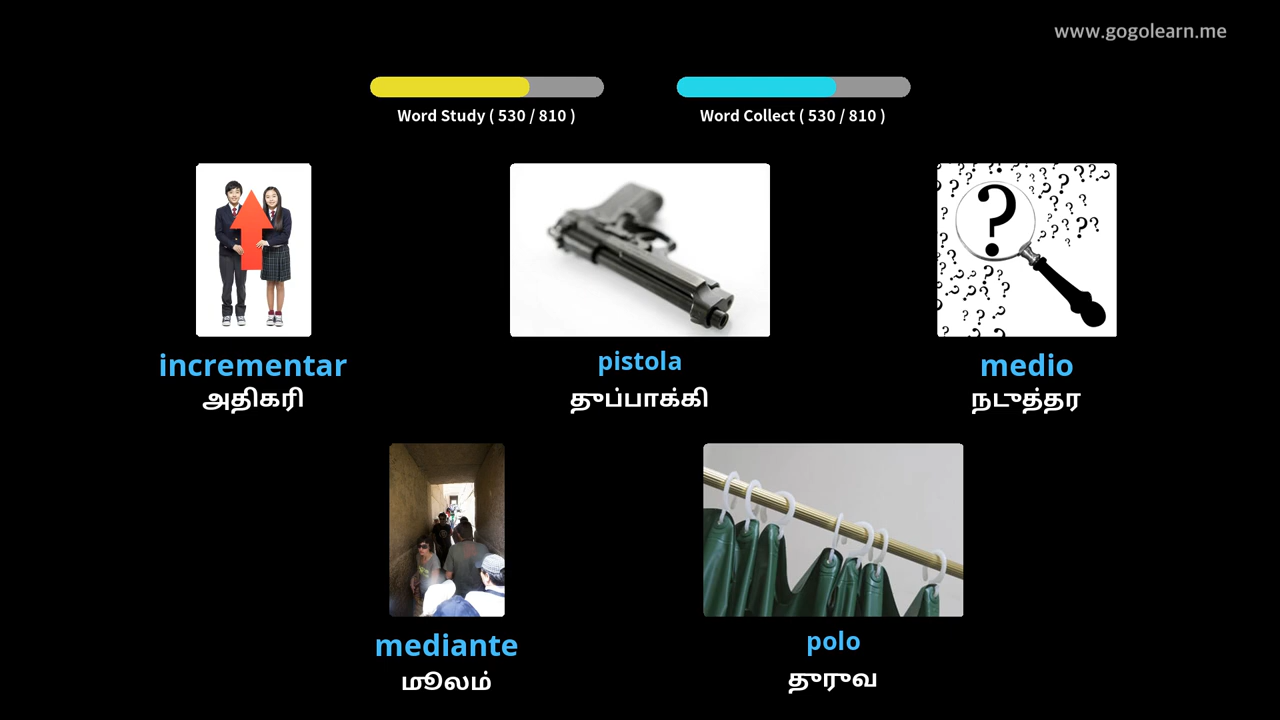 www.gogolearn.me
Word Study ( 530 / 810 )
Word Collect ( 530 / 810 )
incrementar
அதிகரி
pistola
துப்பாக்கி
medio
நடுத்தர
mediante
மூலம்
polo
துருவ